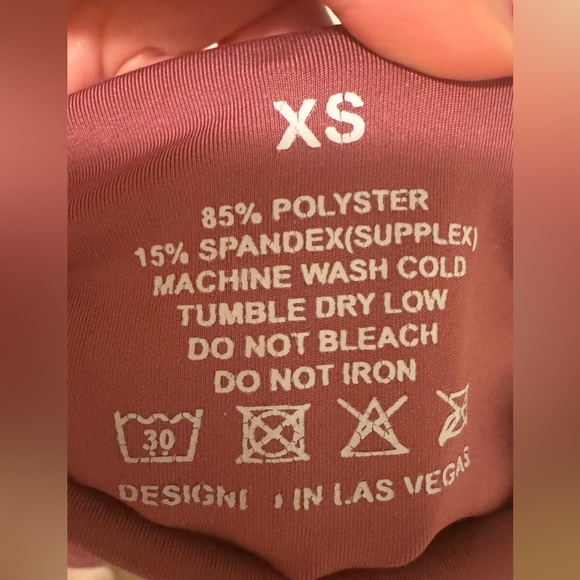 XS
85% POLYSTER
15% SPANDEX(SUPPLEX)
MACHINE WASH COLD
TUMBLE DRY LOW
DO NOT BLEACH
DO NOT IRON
30
IN LAS VEGAS